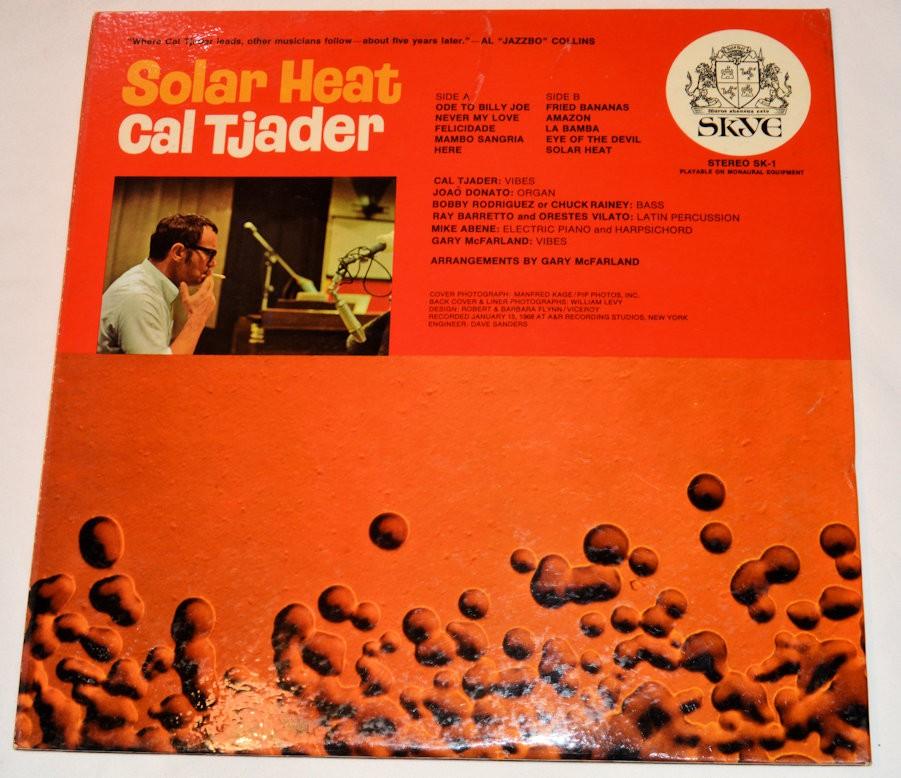 "Where Cal Tjader leads, other musicians follow—about five years later."—AL "JAZZBO" COLLINS
Solar Heat
Cal Tjader
SIDE A
ODE TO BILLY JOE
NEVER MY LOVE
FELICIDADE
MAMBO SANGRIA
HERE
SIDE B
FRIED BANANAS
AMAZON
LA BAMBA
EYE OF THE DEVIL
SOLAR HEAT
SKYE
STEREO SK-1
PLAYABLE ON MONAURAL EQUIPMENT
CAL TJADER: VIBES
JOAŐ DONATO: ORGAN
BOBBY RODRIGUEZ or CHUCK RAINEY: BASS
RAY BARRETTO and ORESTES VILATO: LATIN PERCUSSION
MIKE ABENE: ELECTRIC PIANO and HARPSICHORD
GARY McFARLAND: VIBES
ARRANGEMENTS BY GARY McFARLAND
COVER PHOTOGRAPH: MANFRED KAGE/PIP PHOTOS, INC.
BACK COVER & LINER PHOTOGRAPHS: WILLIAM LEVY
DESIGN: ROBERT & BARBARA FLYNN/VICEROY
RECORDED JANUARY 15, 1968 AT A&R RECORDING STUDIOS, NEW YORK
ENGINEER: DAVE SANDERS